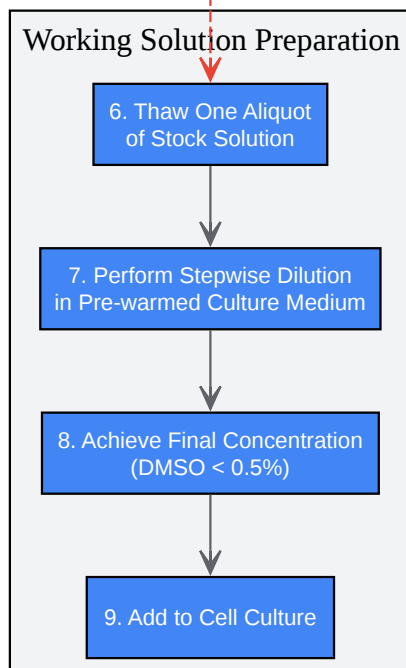 Working Solution Preparation
6. Thaw One Aliquot
of Stock Solution
7. Perform Stepwise Dilution
in Pre-warmed Culture Medium
8. Achieve Final Concentration
(DMSO < 0.5%)
9. Add to Cell Culture